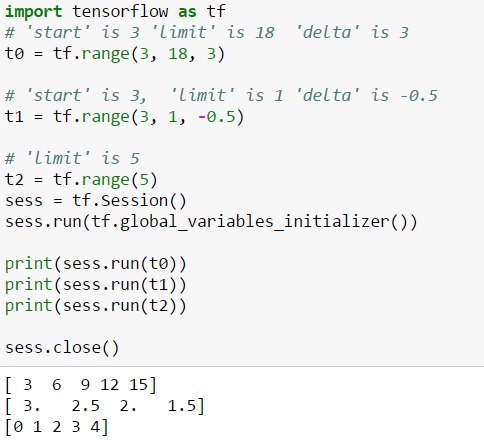 import tensorflow as tf
# 'start' is 3 'limit' is 18  'delta' is 3
t0 = tf.range(3, 18, 3)

# 'start' is 3,  'limit' is 1 'delta' is -0.5
t1 = tf.range(3, 1, -0.5)

# 'limit' is 5
t2 = tf.range(5)
sess = tf.Session()
sess.run(tf.global_variables_initializer())

print(sess.run(t0))
print(sess.run(t1))
print(sess.run(t2))

sess.close()
[ 3  6  9 12 15]
[ 3.   2.5  2.   1.5]
[0 1 2 3 4]